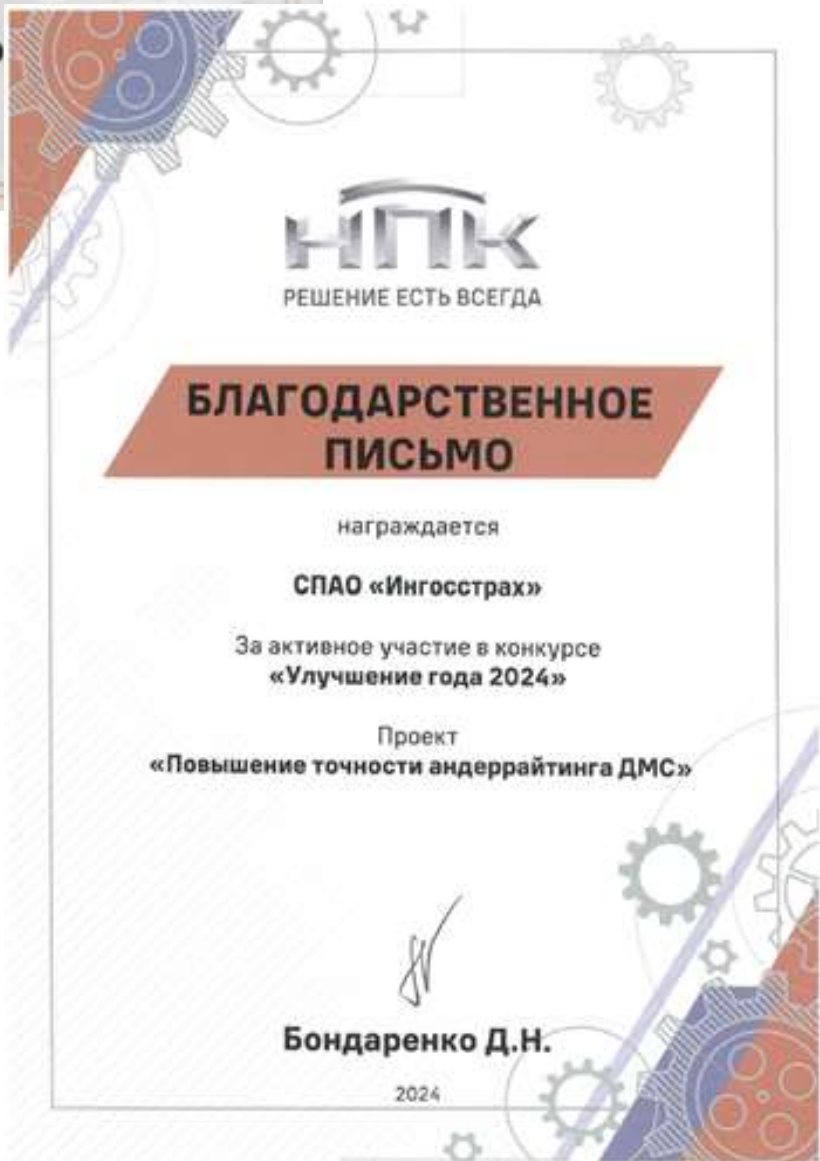 НПК
РЕШЕНИЕ ЕСТЬ ВСЕГДА
БЛАГОДАРСТВЕННОЕ
ПИСЬМО
награждается
СПАО «Ингосстрах»
За активное участие в конкурсе
«Улучшение года 2024»
Проект
«Повышение точности андеррайтинга ДМС»
Бондаренко Д.Н.
2024